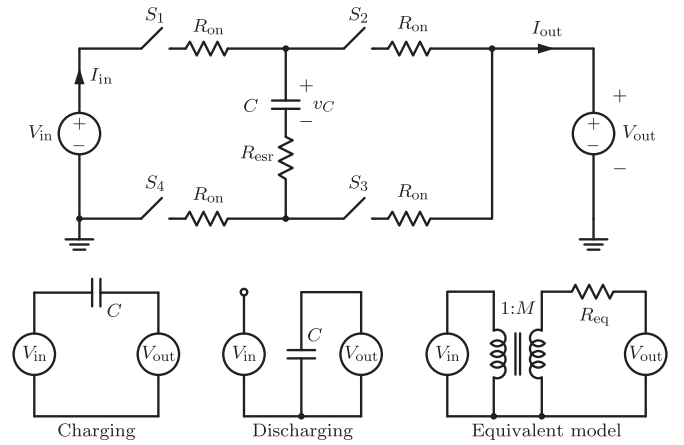 S1 Ron S2 Ron Iout
Iin
+
C vC
−
+
Vin + − Resr + − Vout
−
S4 Ron S3 Ron
1:M
C C Req
Vin Vout Vin Vout Vin Vout
Charging Discharging Equivalent model